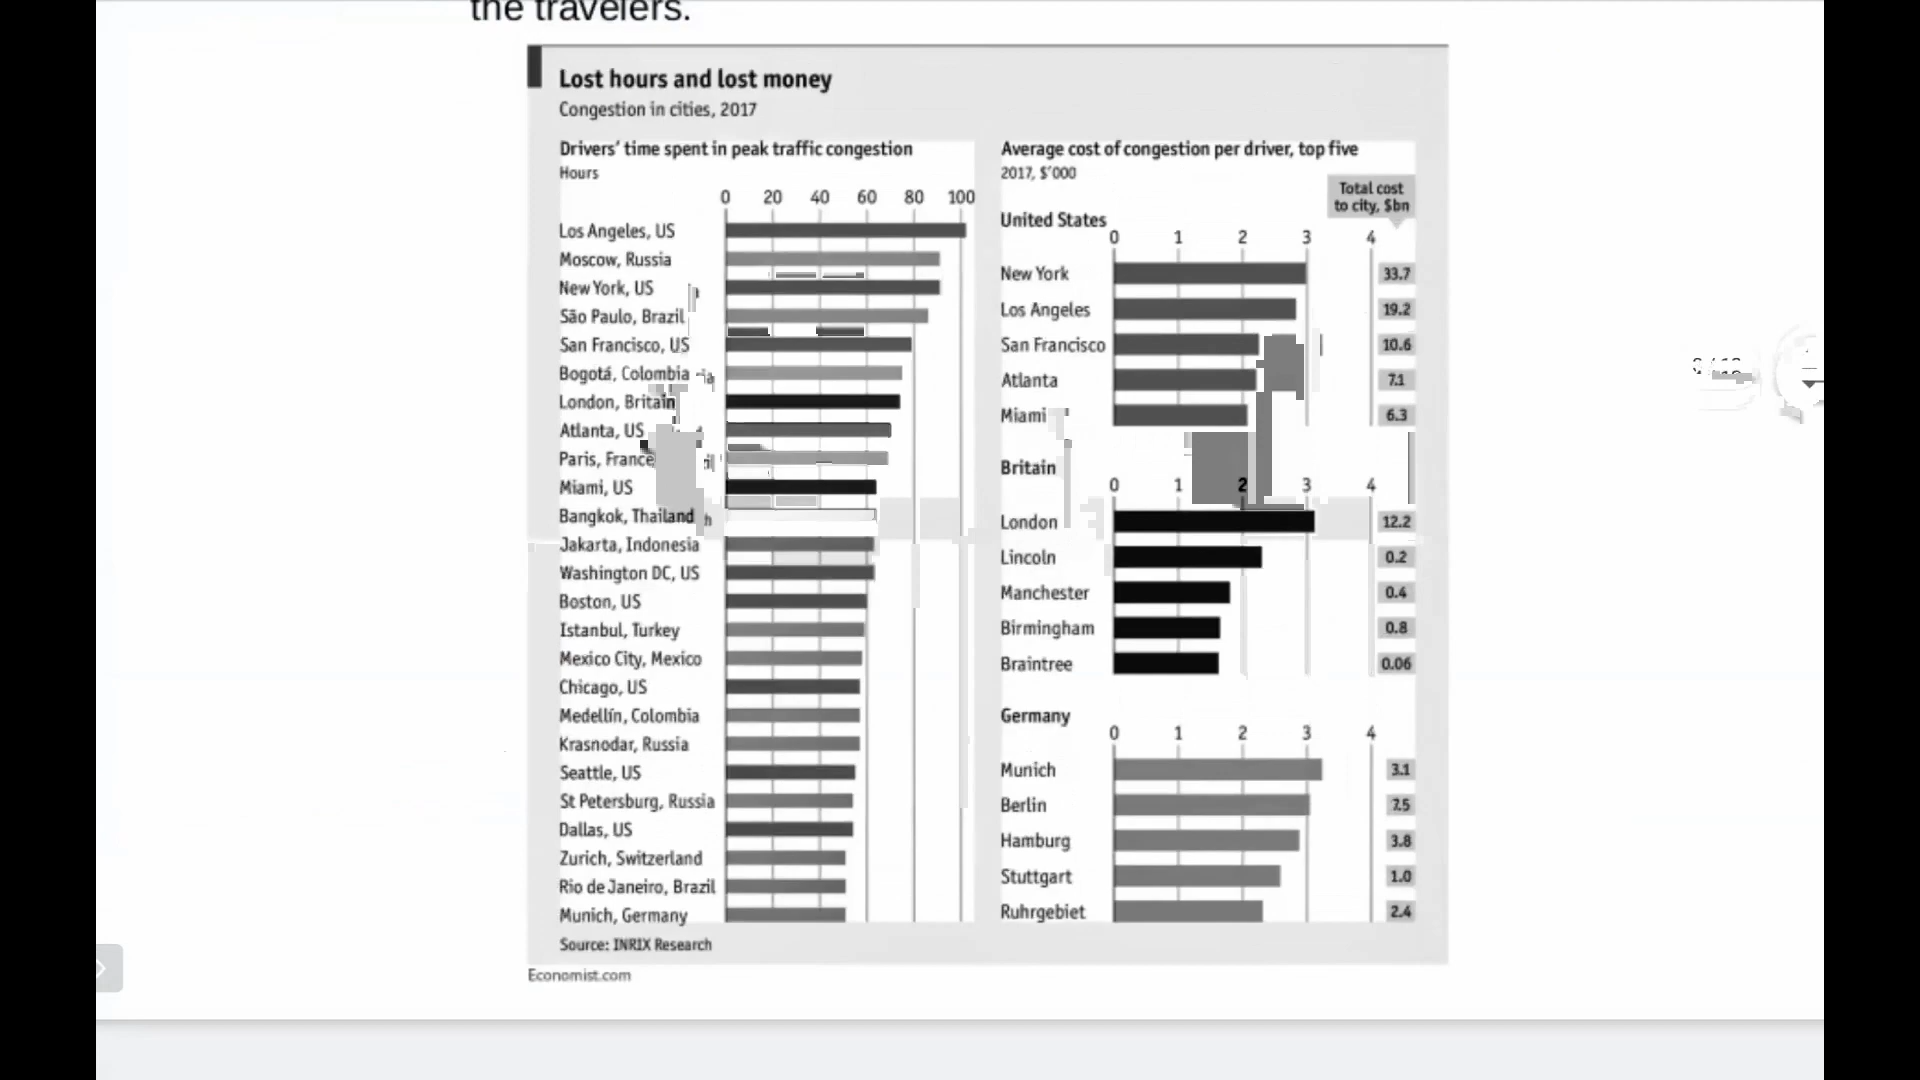 the travelers.
Lost hours and lost money
Congestion in cities, 2017
Drivers' time spent in peak traffic congestion
Hours
0 20 40 60 80 100
Los Angeles, US
Moscow, Russia
New York, US
São Paulo, Brazil
San Francisco, US
Bogotá, Colombia
London, Britain
Atlanta, US
Paris, France
Miami, US
Bangkok, Thailand
Jakarta, Indonesia
Washington DC, US
Boston, US
Istanbul, Turkey
Mexico City, Mexico
Chicago, US
Medellín, Colombia
Krasnodar, Russia
Seattle, US
St Petersburg, Russia
Dallas, US
Zurich, Switzerland
Rio de Janeiro, Brazil
Munich, Germany
Source: INRIX Research
Economist.com
Average cost of congestion per driver, top five
2017, $'000
Total cost
to city, $bn
United States
0 1 2 3 4
New York 33.7
Los Angeles 19.2
San Francisco 10.6
Atlanta 7.1
Miami 6.3
Britain
0 1 2 3 4
London 12.2
Lincoln 0.2
Manchester 0.4
Birmingham 0.8
Braintree 0.06
Germany
0 1 2 3 4
Munich 3.1
Berlin 7.5
Hamburg 3.8
Stuttgart 1.0
Ruhrgebiet 2.4